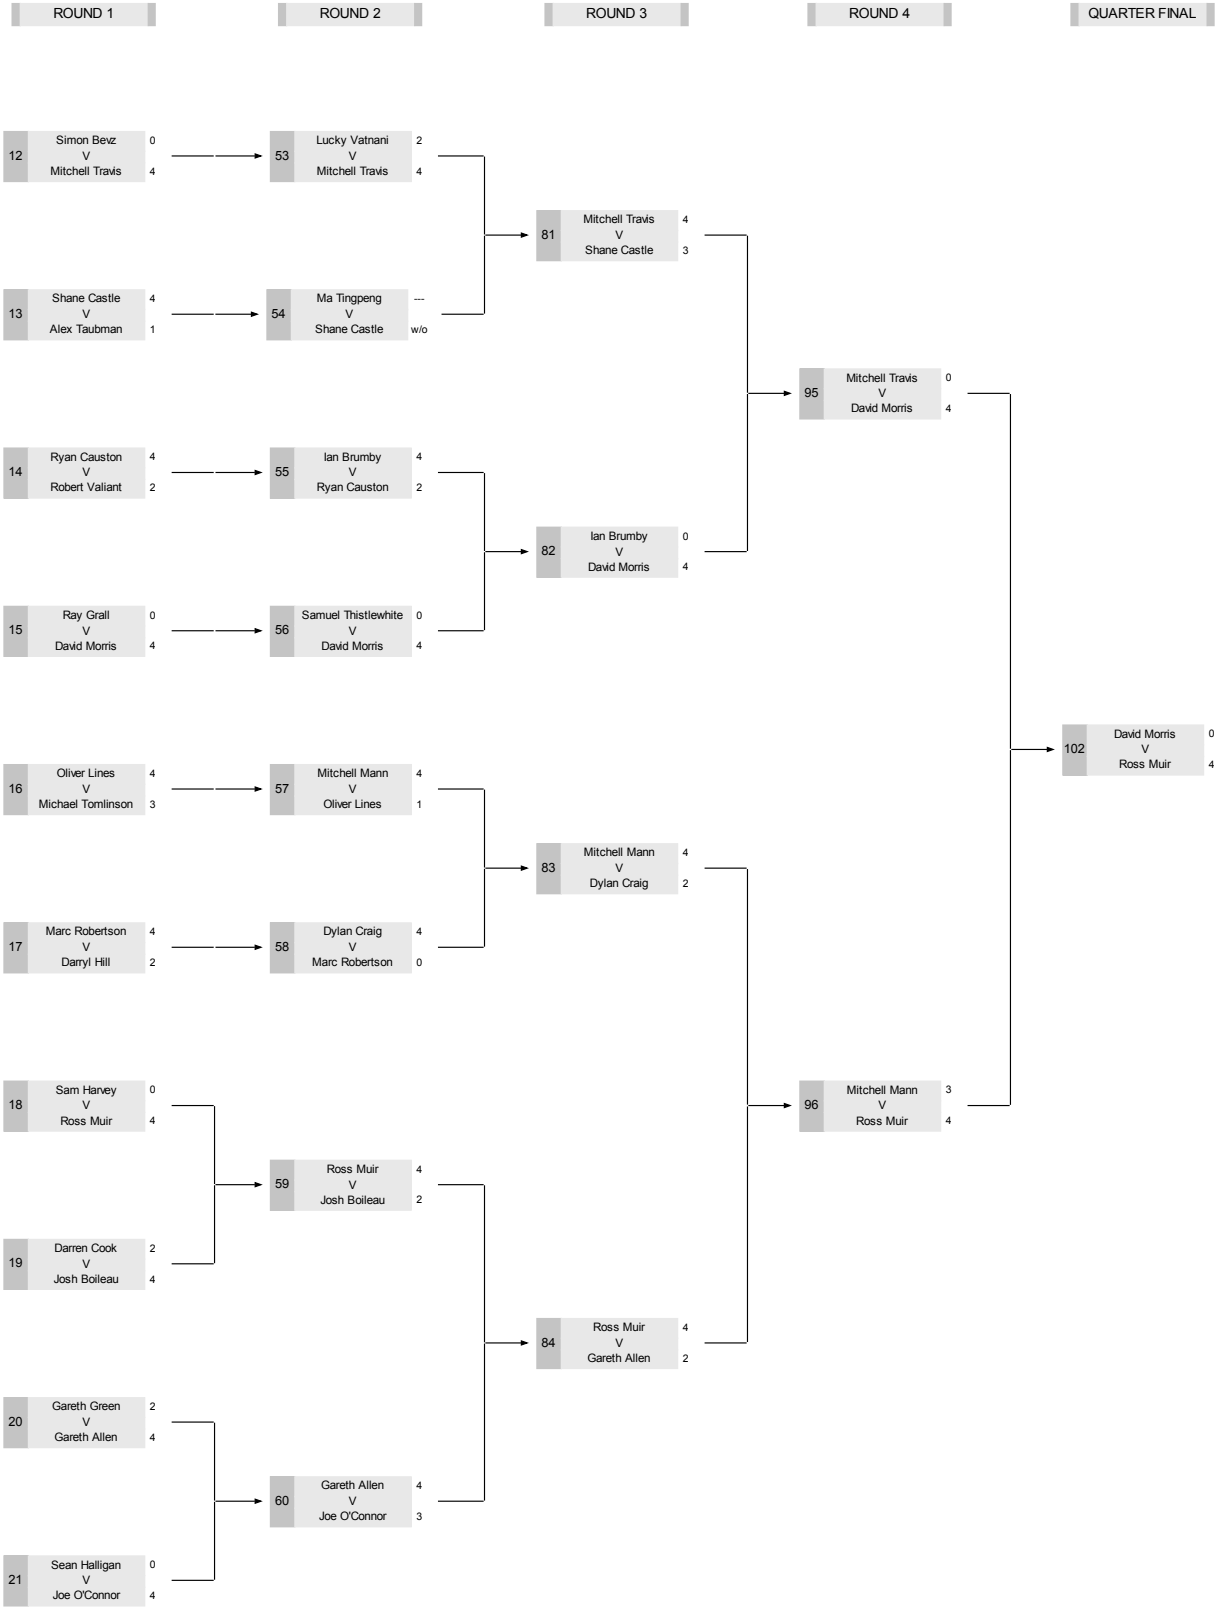 ROUND 1
ROUND 2
ROUND 3
ROUND 4
QUARTER FINAL
12
Simon Bevz 0
V
Mitchell Travis 4
13
Shane Castle 4
V
Alex Taubman 1
14
Ryan Causton 4
V
Robert Valiant 2
15
Ray Grall 0
V
David Morris 4
16
Oliver Lines 4
V
Michael Tomlinson 3
17
Marc Robertson 4
V
Darryl Hill 2
18
Sam Harvey 0
V
Ross Muir 4
19
Darren Cook 2
V
Josh Boileau 4
20
Gareth Green 2
V
Gareth Allen 4
21
Sean Halligan 0
V
Joe O'Connor 4
53
Lucky Vatnani 2
V
Mitchell Travis 4
54
Ma Tingpeng ---
V
Shane Castle w/o
55
Ian Brumby 4
V
Ryan Causton 2
56
Samuel Thistlewhite 0
V
David Morris 4
57
Mitchell Mann 4
V
Oliver Lines 1
58
Dylan Craig 4
V
Marc Robertson 0
59
Ross Muir 4
V
Josh Boileau 2
60
Gareth Allen 4
V
Joe O'Connor 3
81
Mitchell Travis 4
V
Shane Castle 3
82
Ian Brumby 0
V
David Morris 4
83
Mitchell Mann 4
V
Dylan Craig 2
84
Ross Muir 4
V
Gareth Allen 2
95
Mitchell Travis 0
V
David Morris 4
96
Mitchell Mann 3
V
Ross Muir 4
102
David Morris 0
V
Ross Muir 4